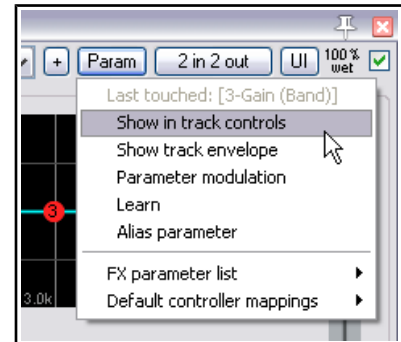 + Param 2 in 2 out UI 100% wet
Last touched: [3-Gain (Band)]
Show in track controls
Show track envelope
Parameter modulation
Learn
Alias parameter
FX parameter list
Default controller mappings
3
3.0k